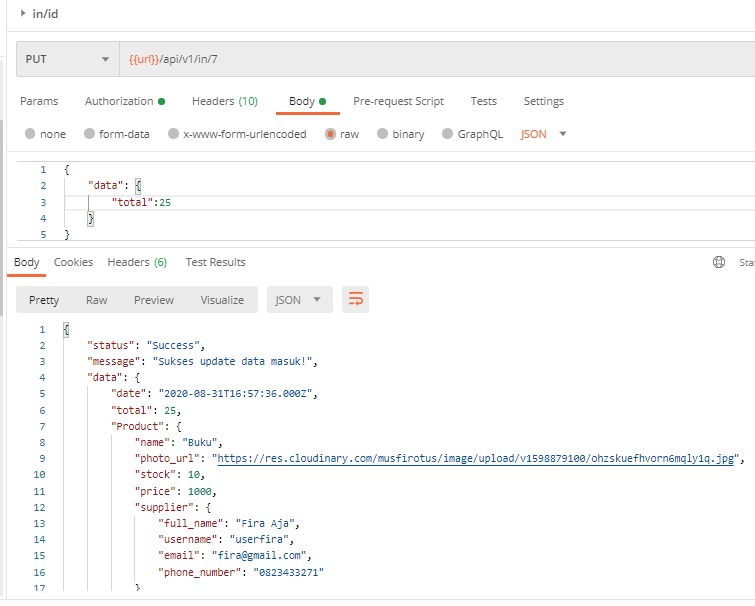 in/id
PUT {{url}}/api/v1/in/7
Params Authorization Headers (10) Body Pre-request Script Tests Settings
none form-data x-www-form-urlencoded raw binary GraphQL JSON
1 {
2 "data": {
3 "total":25
4 }
5 }
Body Cookies Headers (6) Test Results Sta
Pretty Raw Preview Visualize JSON
1 {
2 "status": "Success",
3 "message": "Sukses update data masuk!",
4 "data": {
5 "date": "2020-08-31T16:57:36.000Z",
6 "total": 25,
7 "Product": {
8 "name": "Buku",
9 "photo_url": "https://res.cloudinary.com/musfirotus/image/upload/v1598879100/ohzskuefhvorn6mqly1q.jpg",
10 "stock": 10,
11 "price": 1000,
12 "supplier": {
13 "full_name": "Fira Aja",
14 "username": "userfira",
15 "email": "fira@gmail.com",
16 "phone_number": "0823433271"
17 }